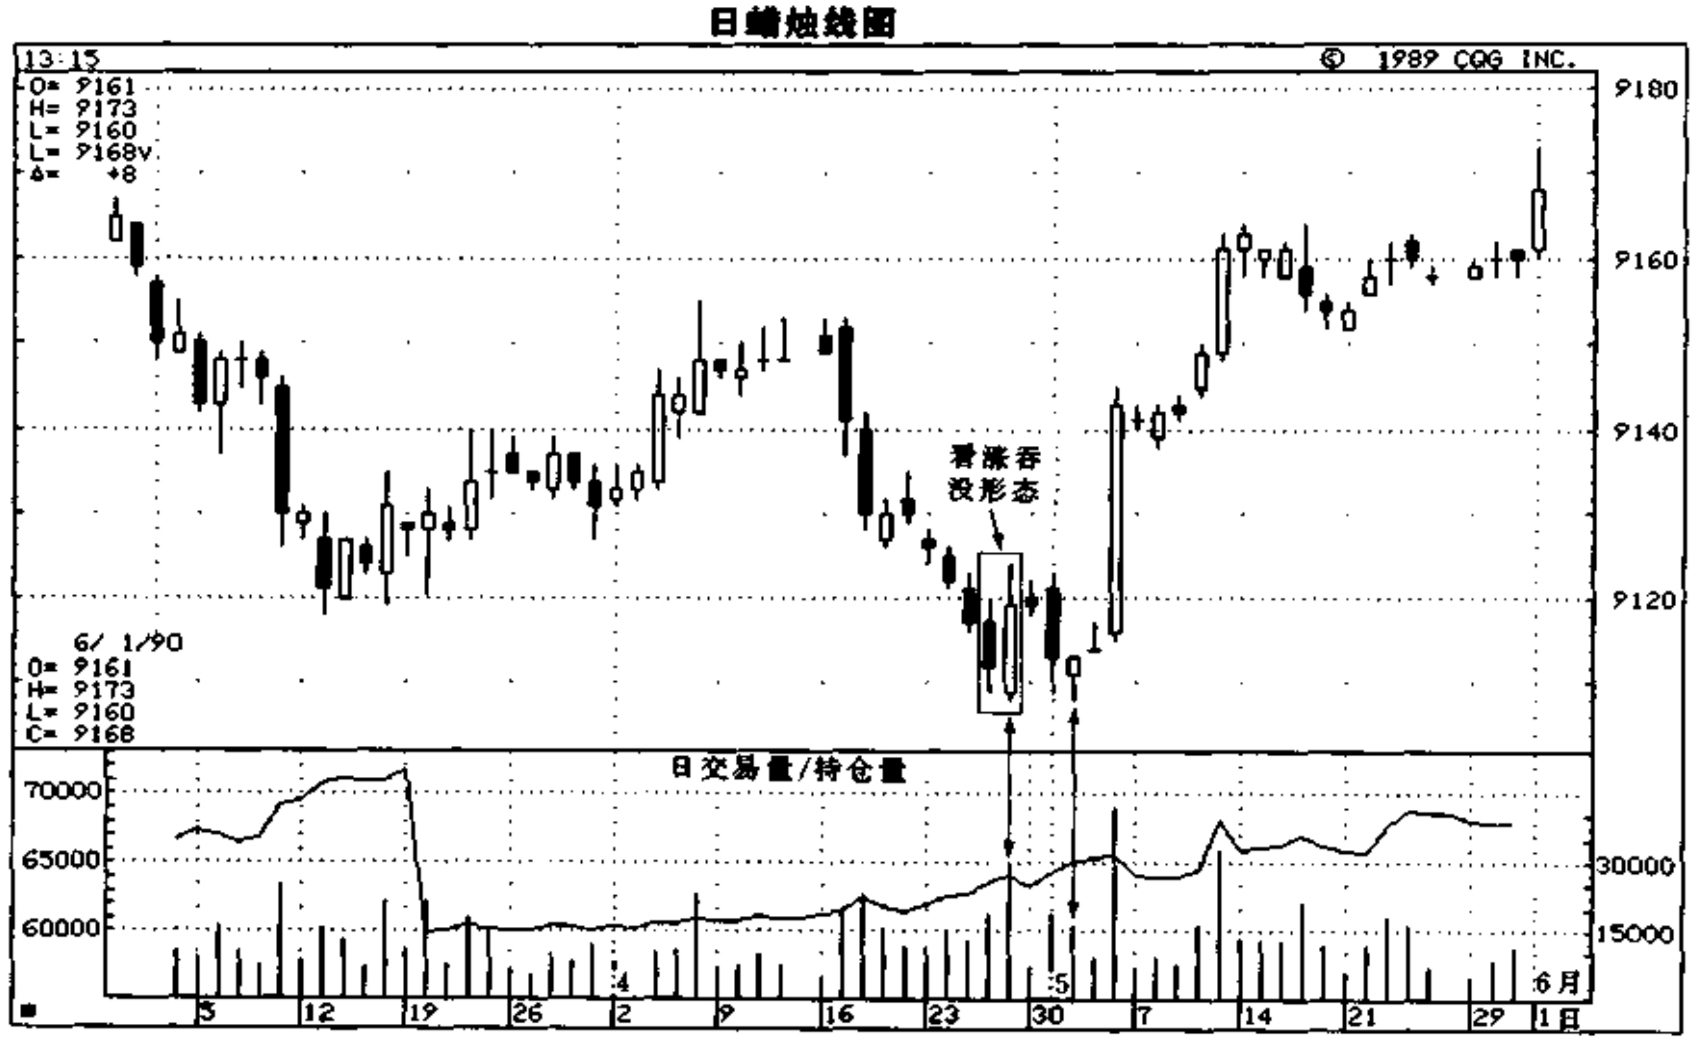 日蜡烛线图
13:15
© 1989 CQG INC.
O= 9161
H= 9173
L= 9160
L= 9168v
Δ= +8
9180
9160
9140
9120
看涨吞
没形态
6/ 1/90
O= 9161
H= 9173
L= 9160
C= 9168
日交易量/持仓量
70000
65000
60000
30000
15000
4
5
6月
5
12
19
26
2
9
16
23
30
7
14
21
29
1日